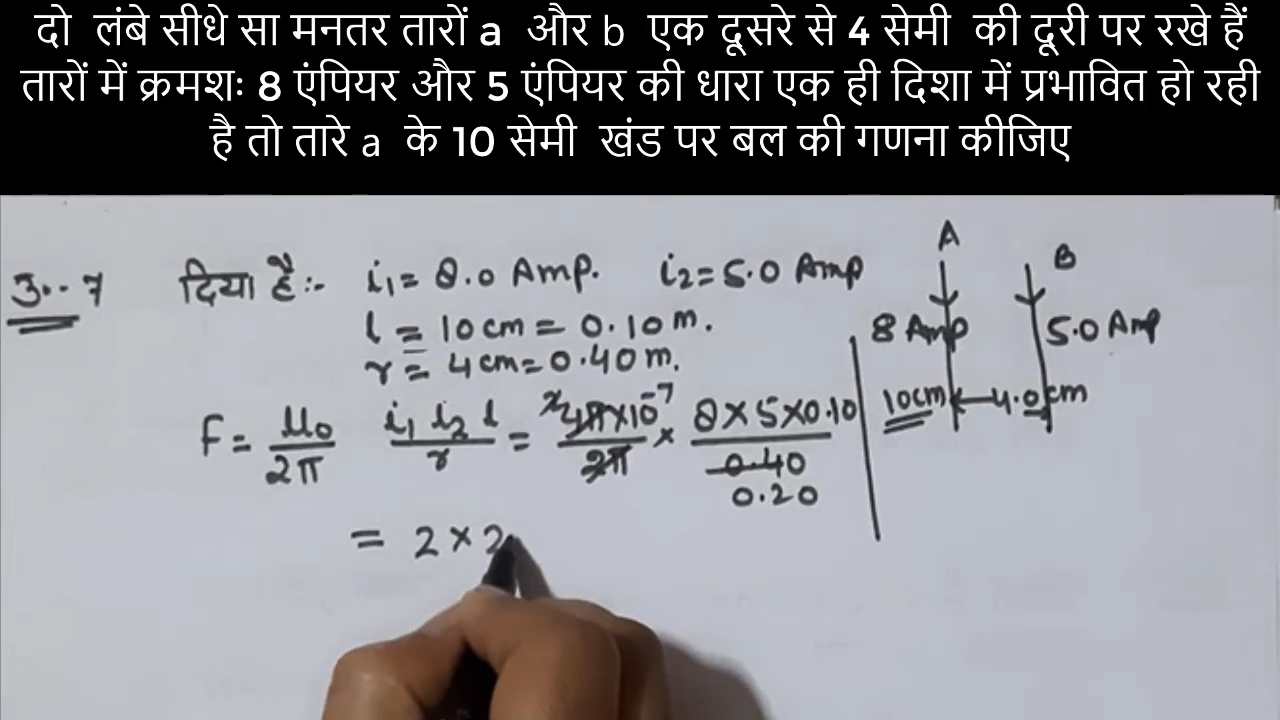 दो लंबे सीधे सा मनतर तारों a और b एक दूसरे से 4 सेमी की दूरी पर रखे हैं
तारों में क्रमशः 8 एंपियर और 5 एंपियर की धारा एक ही दिशा में प्रभावित हो रही
है तो तारे a के 10 सेमी खंड पर बल की गणना कीजिए
उ०-७ दिया है:- i₁= 8.0 Amp. i₂=5.0 Amp
l = 10 cm = 0.10 m.
r = 4 cm= 0.40 m.
F = μ₀/2π i₁ i₂ l/r = 4π×10⁻⁷/2π × 8×5×0.10/0.40
0.20
= 2×2
A B
8 Amp 5.0 Amp
10cm 4.0 cm